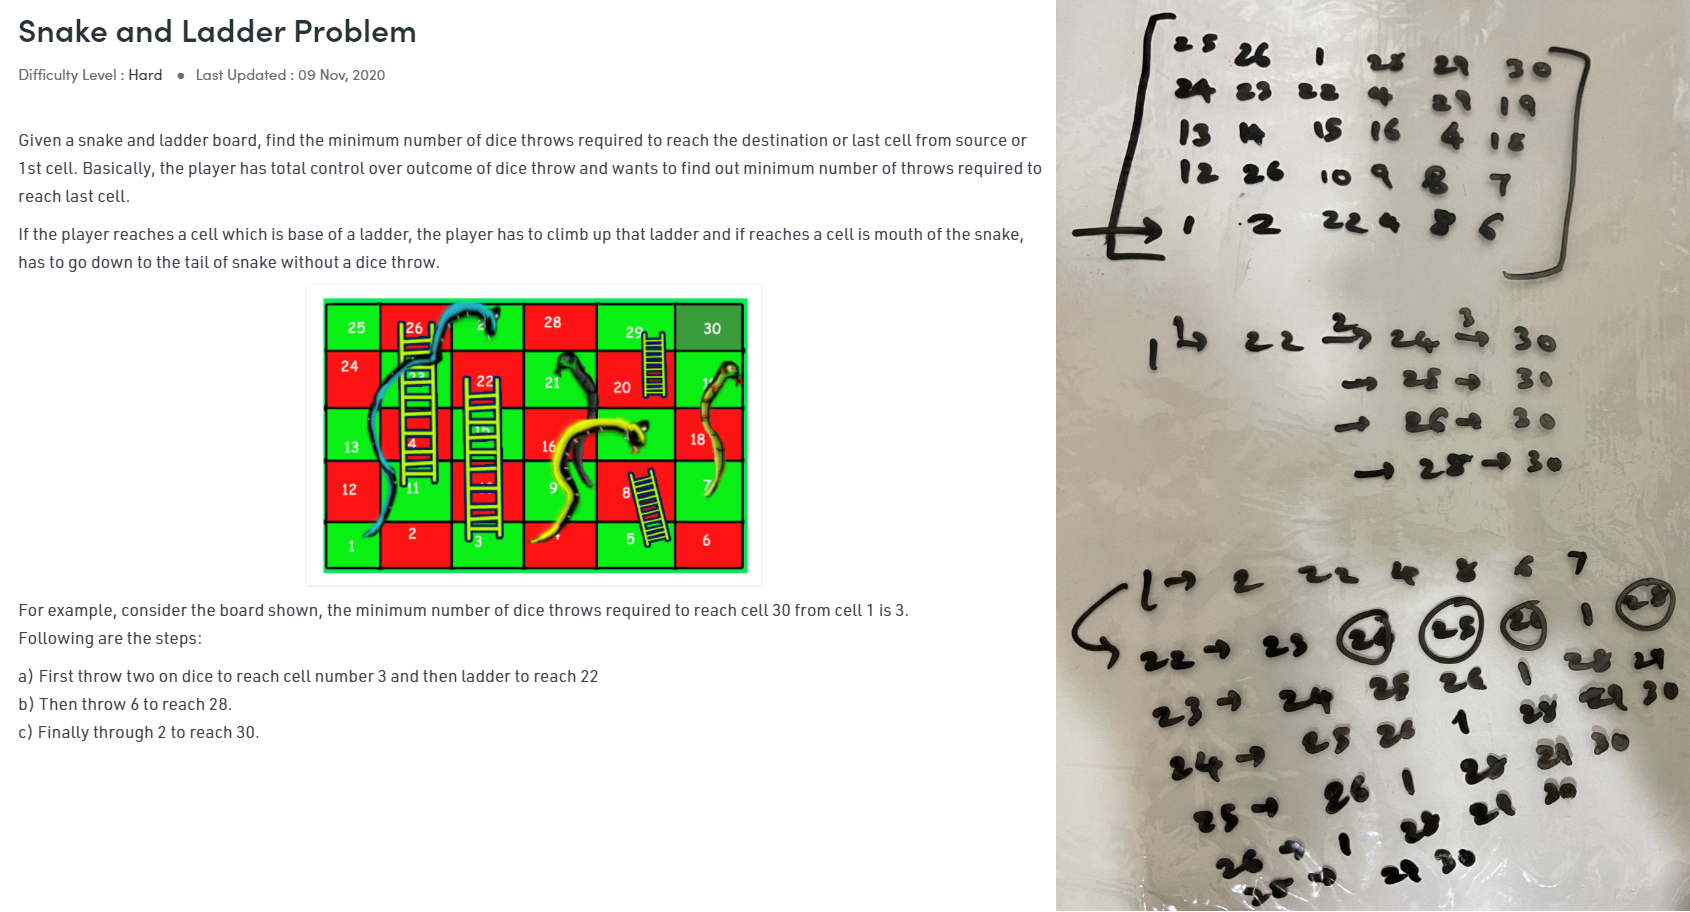 Snake and Ladder Problem
Difficulty Level : Hard • Last Updated : 09 Nov, 2020
Given a snake and ladder board, find the minimum number of dice throws required to reach the destination or last cell from source or
1st cell. Basically, the player has total control over outcome of dice throw and wants to find out minimum number of throws required to
reach last cell.
If the player reaches a cell which is base of a ladder, the player has to climb up that ladder and if reaches a cell is mouth of the snake,
has to go down to the tail of snake without a dice throw.
25 26 28 29 30
24 22 21 20
13 16 18
12 11 9 8 7
1 2 3 5 6
For example, consider the board shown, the minimum number of dice throws required to reach cell 30 from cell 1 is 3.
Following are the steps:
a) First throw two on dice to reach cell number 3 and then ladder to reach 22
b) Then throw 6 to reach 28.
c) Finally through 2 to reach 30.
25 26 1 28 29 30
24 23 22 4 29 19
13 14 15 16 4 18
12 26 10 9 8 7
→ 1 2 22 4 8 6
1 1→ 22 2→ 24 3→ 30
→ 25 → 30
→ 26 → 30
→ 28 → 30
1 → 2 22 4 8 6 7
22 → 23 24 25 26 1 28
23 → 24 25 26 1 28 29
24 → 25 26 1 28 29 30
25 → 26 1 28 29 30
26 → 1 28 29 30
28 → 29 30